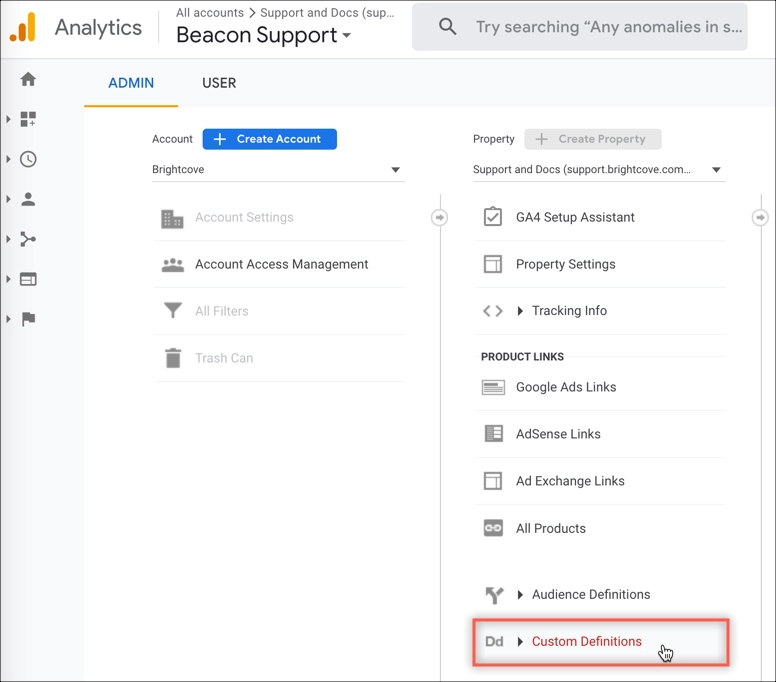 Analytics
All accounts > Support and Docs (sup...
Beacon Support
Try searching “Any anomalies in s...
ADMIN
USER
Account
Create Account
Brightcove
Account Settings
Account Access Management
All Filters
Trash Can
Property
Create Property
Support and Docs (support.brightcove.com...
GA4 Setup Assistant
Property Settings
Tracking Info
PRODUCT LINKS
Google Ads Links
AdSense Links
Ad Exchange Links
All Products
Audience Definitions
Dd Custom Definitions